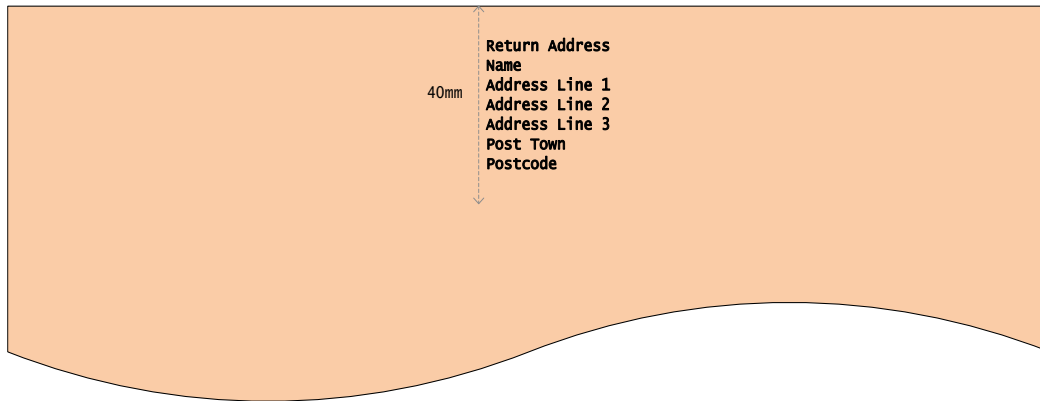 Return Address
Name
Address Line 1
40mm
Address Line 2
Address Line 3
Post Town
Postcode